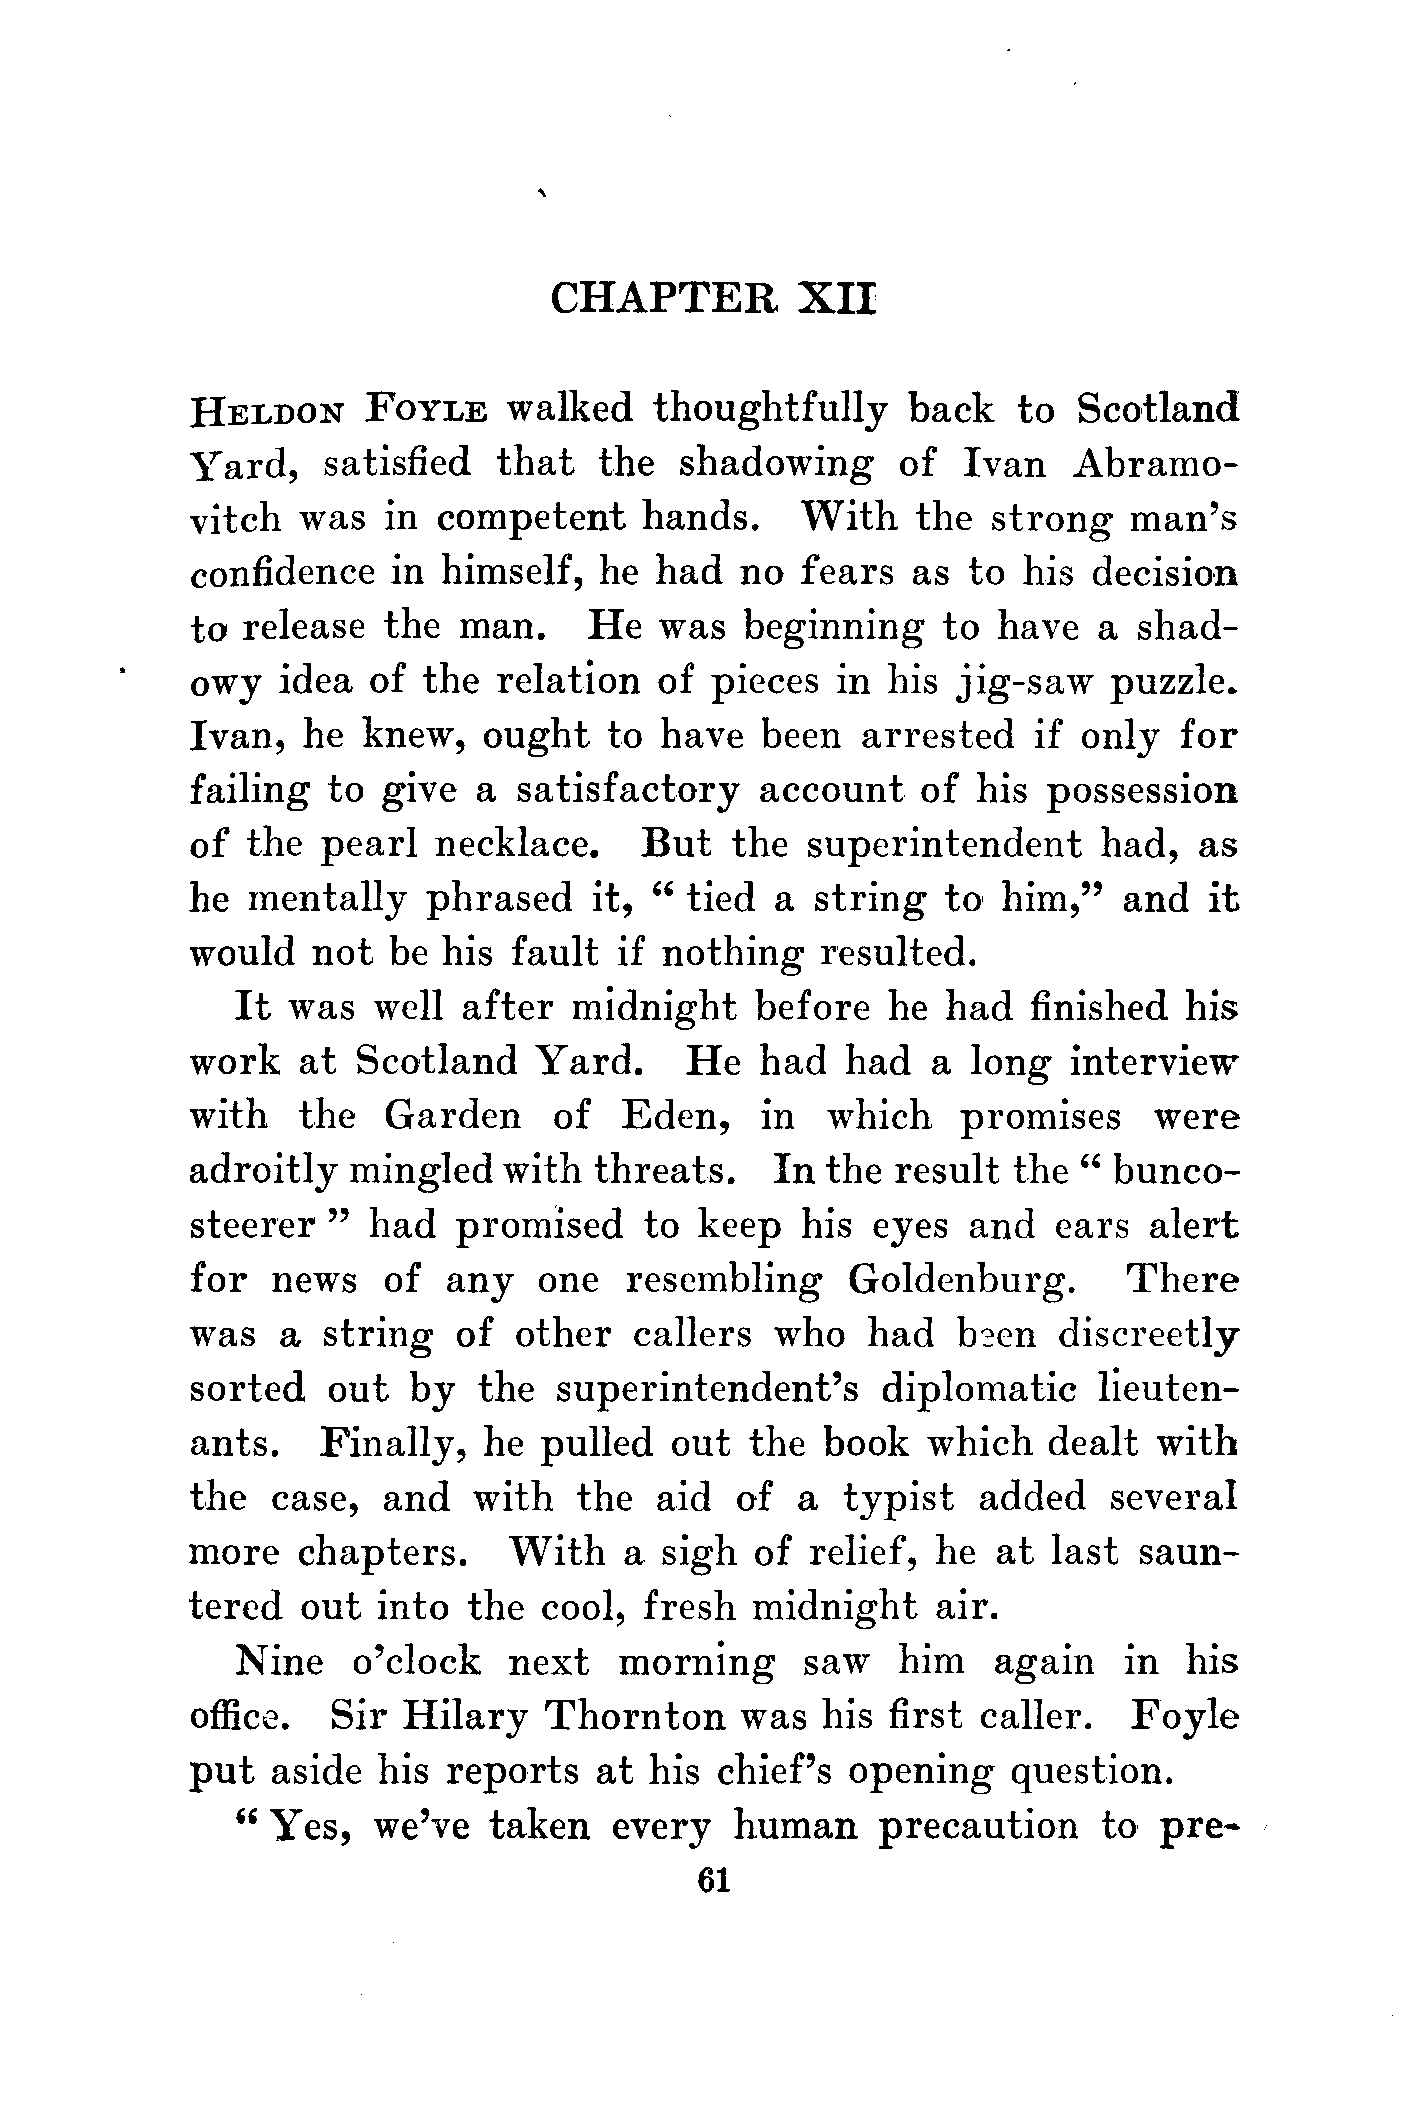 CHAPTER XII
HELDON FOYLE walked thoughtfully back to Scotland
Yard, satisfied that the shadowing of Ivan Abramo-
vitch was in competent hands. With the strong man's
confidence in himself, he had no fears as to his decision
to release the man. He was beginning to have a shad-
owy idea of the relation of pieces in his jig-saw puzzle.
Ivan, he knew, ought to have been arrested if only for
failing to give a satisfactory account of his possession
of the pearl necklace. But the superintendent had, as
he mentally phrased it, “ tied a string to him,” and it
would not be his fault if nothing resulted.
It was well after midnight before he had finished his
work at Scotland Yard. He had had a long interview
with the Garden of Eden, in which promises were
adroitly mingled with threats. In the result the “ bunco-
steerer ” had promised to keep his eyes and ears alert
for news of any one resembling Goldenburg. There
was a string of other callers who had been discreetly
sorted out by the superintendent's diplomatic lieuten-
ants. Finally, he pulled out the book which dealt with
the case, and with the aid of a typist added several
more chapters. With a sigh of relief, he at last saun-
tered out into the cool, fresh midnight air.
Nine o'clock next morning saw him again in his
office. Sir Hilary Thornton was his first caller. Foyle
put aside his reports at his chief's opening question.
“ Yes, we've taken every human precaution to pre-
61